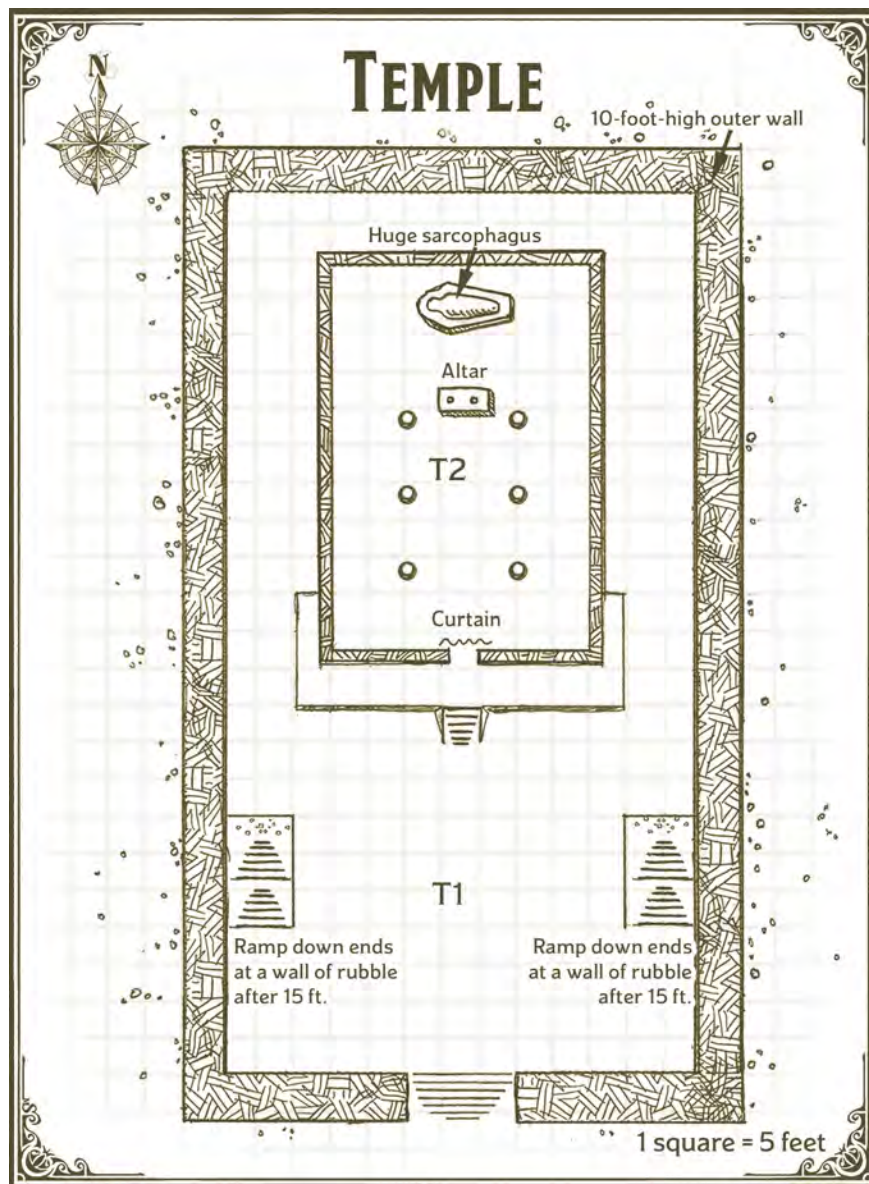 N
TEMPLE
10-foot-high outer wall
Huge sarcophagus
Altar
T2
Curtain
T1
Ramp down ends
at a wall of rubble
after 15 ft.
Ramp down ends
at a wall of rubble
after 15 ft.
1 square = 5 feet